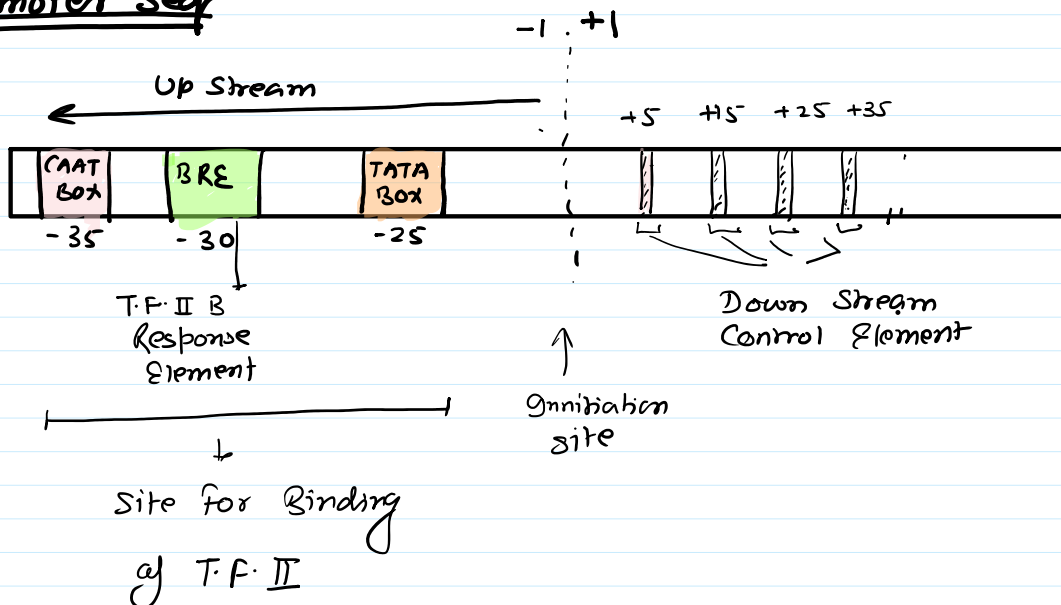 -1 +1
Up Stream
+5 +15 +25 +35
CAAT
BOX
BRE
TATA
BOX
-35
-30
-25
T.F. II B
Response
Element
Down Stream
Control Element
Innitiation
site
Site for Binding
of T.F. II